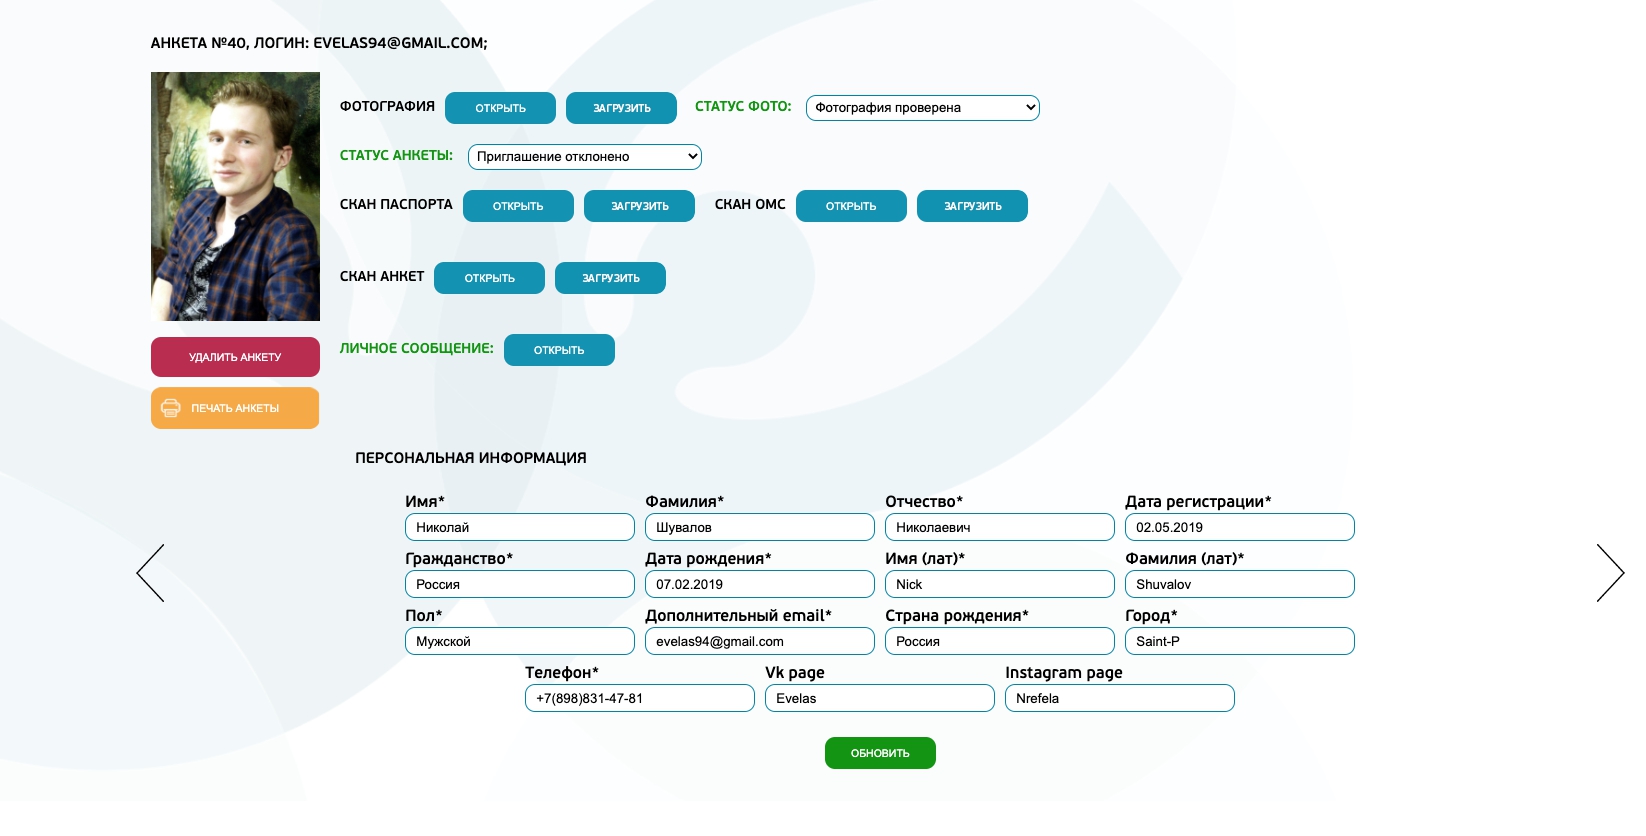 АНКЕТА №40, ЛОГИН: EVELAS94@GMAIL.COM;
ФОТОГРАФИЯ ОТКРЫТЬ ЗАГРУЗИТЬ СТАТУС ФОТО: Фотография проверена
СТАТУС АНКЕТЫ: Приглашение отклонено
СКАН ПАСПОРТА ОТКРЫТЬ ЗАГРУЗИТЬ СКАН ОМС ОТКРЫТЬ ЗАГРУЗИТЬ
СКАН АНКЕТ ОТКРЫТЬ ЗАГРУЗИТЬ
ЛИЧНОЕ СООБЩЕНИЕ: ОТКРЫТЬ
УДАЛИТЬ АНКЕТУ
ПЕЧАТЬ АНКЕТЫ
ПЕРСОНАЛЬНАЯ ИНФОРМАЦИЯ
Имя* Фамилия* Отчество* Дата регистрации*
Николай Шувалов Николаевич 02.05.2019
Гражданство* Дата рождения* Имя (лат)* Фамилия (лат)*
Россия 07.02.2019 Nick Shuvalov
Пол* Дополнительный email* Страна рождения* Город*
Мужской evelas94@gmail.com Россия Saint-P
Телефон* Vk page Instagram page
+7(898)831-47-81 Evelas Nrefela
ОБНОВИТЬ